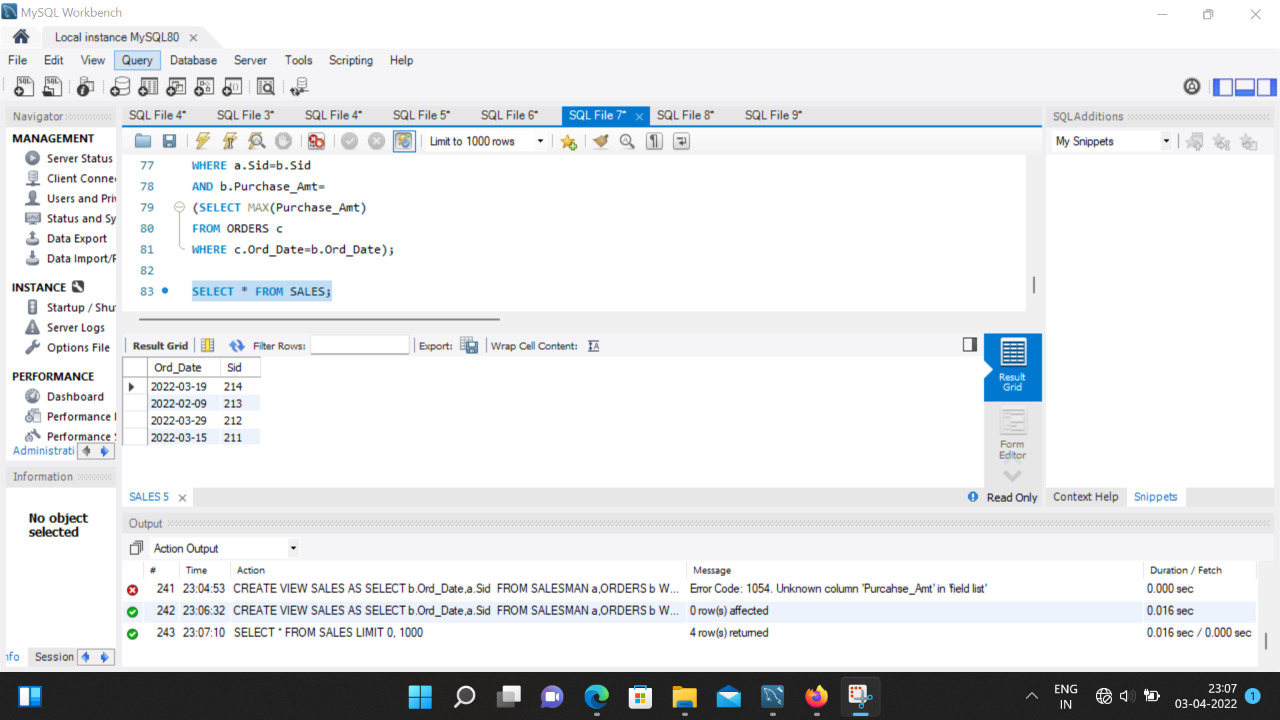 MySQL Workbench
Local instance MySQL80
File Edit View Query Database Server Tools Scripting Help
Navigator
MANAGEMENT
Server Status
Client Conne
Users and Pri
Status and Sy
Data Export
Data Import/F
INSTANCE
Startup / Shu
Server Logs
Options File
PERFORMANCE
Dashboard
Performance
Performance
Administrati
Information
No object
selected
nfo Session
SQL File 4* SQL File 3* SQL File 4* SQL File 5* SQL File 6* SQL File 7* SQL File 8* SQL File 9*
Limit to 1000 rows
77 WHERE a.Sid=b.Sid
78 AND b.Purchase_Amt=
79 (SELECT MAX(Purchase_Amt)
80 FROM ORDERS c
81 WHERE c.Ord_Date=b.Ord_Date);
82
83 SELECT * FROM SALES;
Result Grid Filter Rows: Export: Wrap Cell Content:
Ord_Date Sid
2022-03-19 214
2022-02-09 213
2022-03-29 212
2022-03-15 211
Result
Grid
Form
Editor
SALES 5
Read Only
SQLAdditions
My Snippets
Context Help Snippets
Output
Action Output
# Time Action Message Duration / Fetch
241 23:04:53 CREATE VIEW SALES AS SELECT b.Ord_Date,a.Sid FROM SALESMAN a,ORDERS b W... Error Code: 1054. Unknown column 'Purcahse_Amt' in 'field list' 0.000 sec
242 23:06:32 CREATE VIEW SALES AS SELECT b.Ord_Date,a.Sid FROM SALESMAN a,ORDERS b W... 0 row(s) affected 0.016 sec
243 23:07:10 SELECT * FROM SALES LIMIT 0, 1000 4 row(s) returned 0.016 sec / 0.000 sec
ENG
IN
23:07
03-04-2022
1